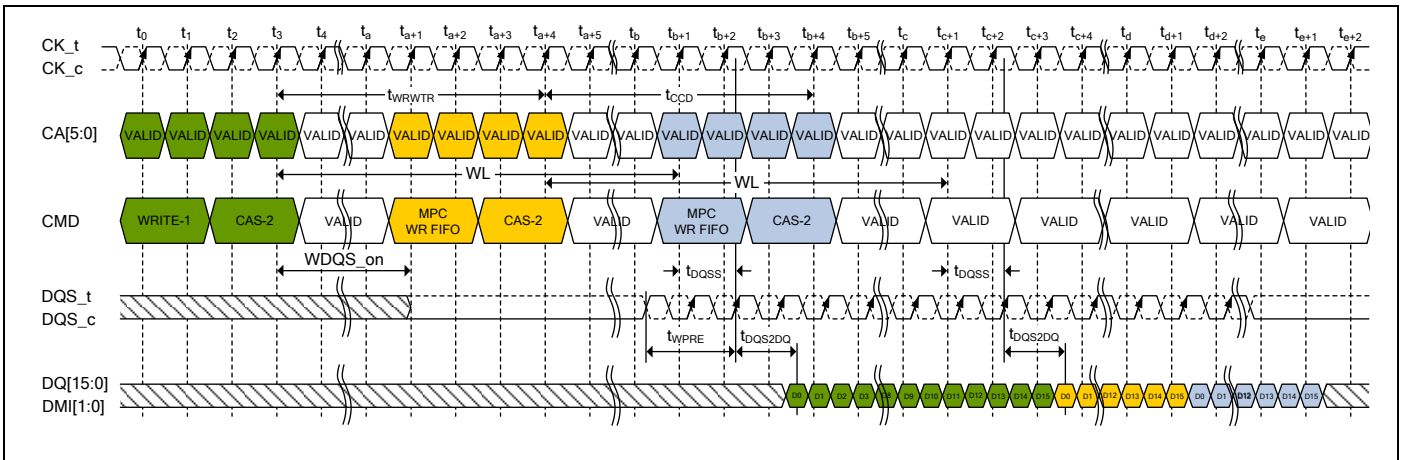 t0 t1 t2 t3 t4 ta ta+1 ta+2 ta+3 ta+4 ta+5 tb tb+1 tb+2 tb+3 tb+4 tb+5 tc tc+1 tc+2 tc+3 tc+4 td td+1 td+2 te te+1 te+2
CK_t
CK_c
tWRWTR tCCD
CA[5:0] VALID VALID VALID VALID VALID VALID VALID VALID VALID VALID VALID VALID VALID VALID VALID VALID VALID VALID VALID VALID VALID VALID VALID VALID VALID VALID VALID VALID
WL WL
CMD WRITE-1 CAS-2 VALID MPC WR FIFO CAS-2 VALID MPC WR FIFO CAS-2 VALID VALID VALID VALID VALID VALID
WDQS_on tDQSS tDQSS
DQS_t
DQS_c
tWPRE tDQS2DQ tDQS2DQ
DQ[15:0]
DMI[1:0]
D0 D1 D2 D3 D8 D9 D10 D11 D12 D13 D14 D15 D0 D1 D12 D13 D14 D15 D0 D1 D12 D13 D14 D15